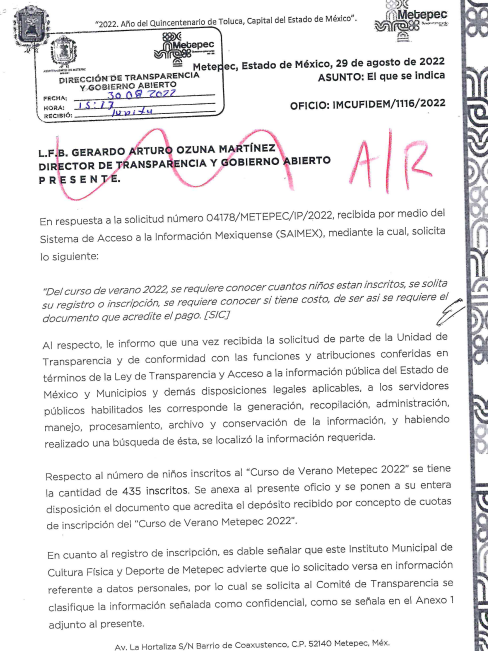 "2022. Año del Quincentenario de Toluca, Capital del Estado de México".
Metepec
Metepec
DIRECCIÓN DE TRANSPARENCIA
Y GOBIERNO ABIERTO
FECHA: 30 08 2022
HORA: 15:17
RECIBIÓ: Lupita
Metepec, Estado de México, 29 de agosto de 2022
ASUNTO: El que se indica
OFICIO: IMCUFIDEM/1116/2022
L.F.B. GERARDO ARTURO OZUNA MARTÍNEZ
DIRECTOR DE TRANSPARENCIA Y GOBIERNO ABIERTO
P R E S E N T E.
A/R
En respuesta a la solicitud número 04178/METEPEC/IP/2022, recibida por medio del
Sistema de Acceso a la Información Mexiquense (SAIMEX), mediante la cual, solicita
lo siguiente:
"Del curso de verano 2022, se requiere conocer cuantos niños están inscritos, se solita
su registro o inscripción, se requiere conocer si tiene costo, de ser asi se requiere el
documento que acredite el pago. [SIC]
Al respecto, le informo que una vez recibida la solicitud de parte de la Unidad de
Transparencia y de conformidad con las funciones y atribuciones conferidas en
términos de la Ley de Transparencia y Acceso a la información pública del Estado de
México y Municipios y demás disposiciones legales aplicables, a los servidores
públicos habilitados les corresponde la generación, recopilación, administración,
manejo, procesamiento, archivo y conservación de la información, y habiendo
realizado una búsqueda de ésta, se localizó la información requerida.
Respecto al número de niños inscritos al "Curso de Verano Metepec 2022" se tiene
la cantidad de 435 inscritos. Se anexa al presente oficio y se ponen a su entera
disposición el documento que acredita el depósito recibido por concepto de cuotas
de inscripción del "Curso de Verano Metepec 2022".
En cuanto al registro de inscripción, es dable señalar que este Instituto Municipal de
Cultura Física y Deporte de Metepec advierte que lo solicitado versa en información
referente a datos personales, por lo cual se solicita al Comité de Transparencia se
clasifique la información señalada como confidencial, como se señala en el Anexo 1
adjunto al presente.
Av. La Hortaliza S/N Barrio de Coaxustenco, C.P. 52140 Metepec, Méx.